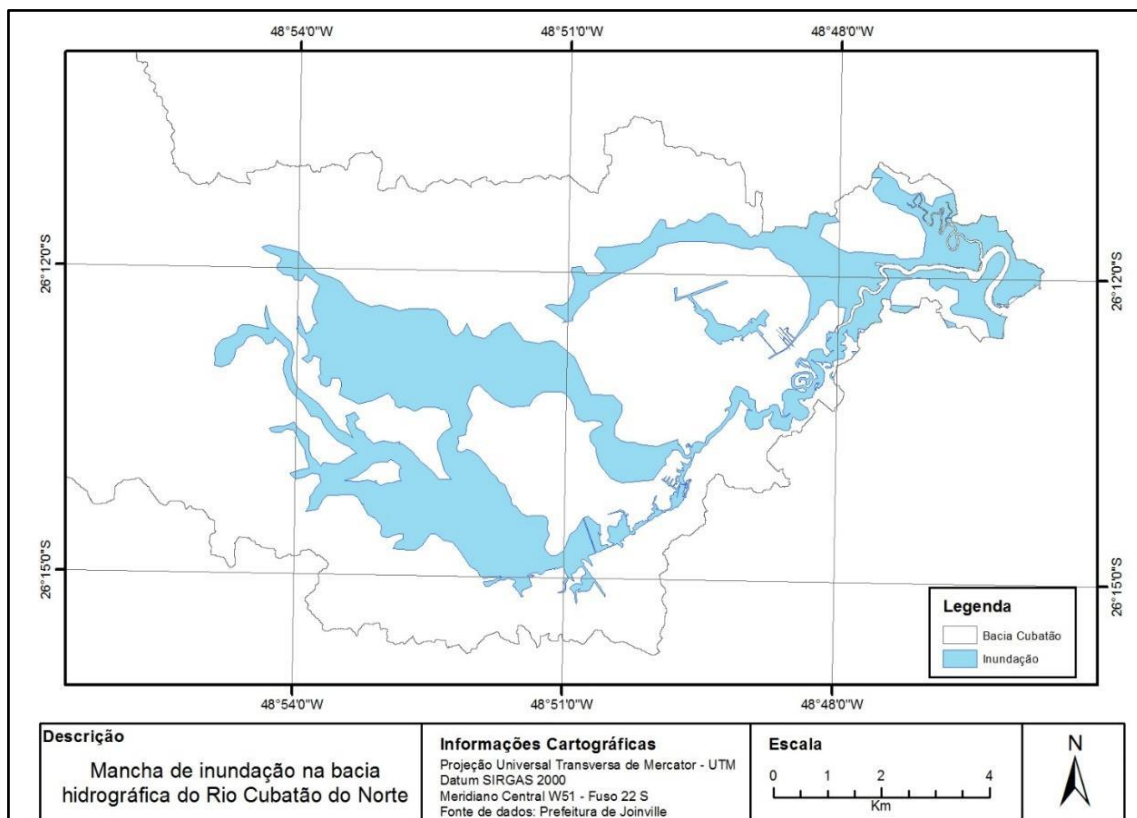 48°54'0"W
48°51'0"W
48°48'0"W
26°12'0"S
26°12'0"S
26°15'0"S
26°15'0"S
Legenda
Bacia Cubatão
Inundação
48°54'0"W
48°51'0"W
48°48'0"W
Descrição
Mancha de inundação na bacia
hidrográfica do Rio Cubatão do Norte
Informações Cartográficas
Projeção Universal Transversa de Mercator - UTM
Datum SIRGAS 2000
Meridiano Central W51 - Fuso 22 S
Fonte de dados: Prefeitura de Joinville
Escala
0 1 2 4
Km
N